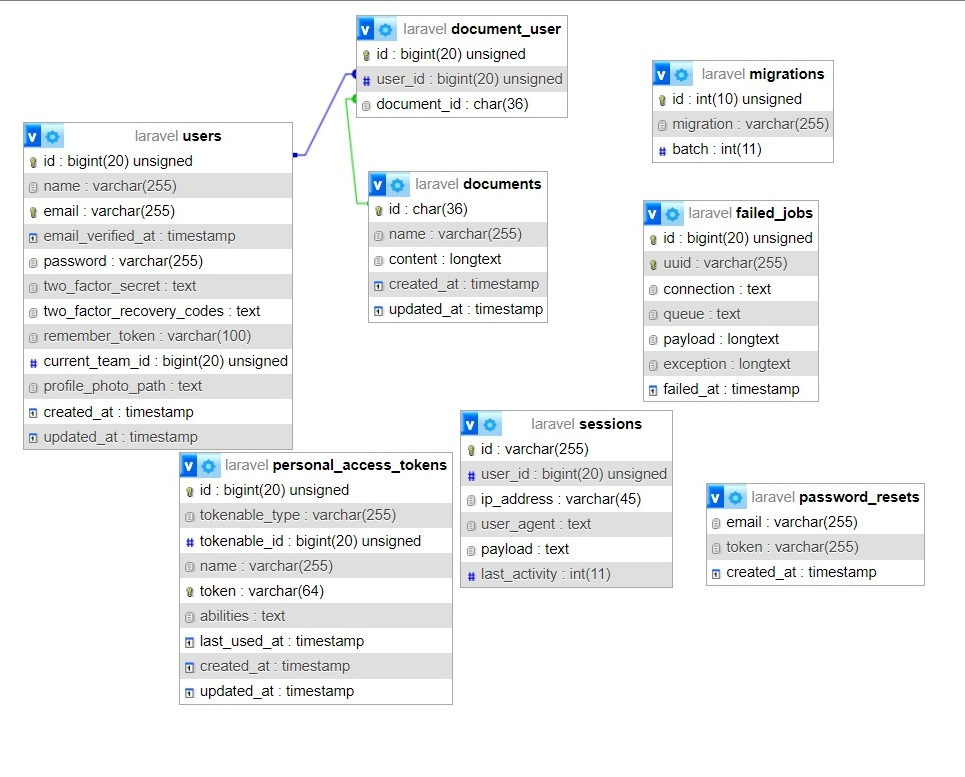 laravel document_user
id : bigint(20) unsigned
user_id : bigint(20) unsigned
document_id : char(36)
laravel migrations
id : int(10) unsigned
migration : varchar(255)
batch : int(11)
laravel users
id : bigint(20) unsigned
name : varchar(255)
email : varchar(255)
email_verified_at : timestamp
password : varchar(255)
two_factor_secret : text
two_factor_recovery_codes : text
remember_token : varchar(100)
current_team_id : bigint(20) unsigned
profile_photo_path : text
created_at : timestamp
updated_at : timestamp
laravel documents
id : char(36)
name : varchar(255)
content : longtext
created_at : timestamp
updated_at : timestamp
laravel failed_jobs
id : bigint(20) unsigned
uuid : varchar(255)
connection : text
queue : text
payload : longtext
exception : longtext
failed_at : timestamp
laravel personal_access_tokens
id : bigint(20) unsigned
tokenable_type : varchar(255)
tokenable_id : bigint(20) unsigned
name : varchar(255)
token : varchar(64)
abilities : text
last_used_at : timestamp
created_at : timestamp
updated_at : timestamp
laravel sessions
id : varchar(255)
user_id : bigint(20) unsigned
ip_address : varchar(45)
user_agent : text
payload : text
last_activity : int(11)
laravel password_resets
email : varchar(255)
token : varchar(255)
created_at : timestamp